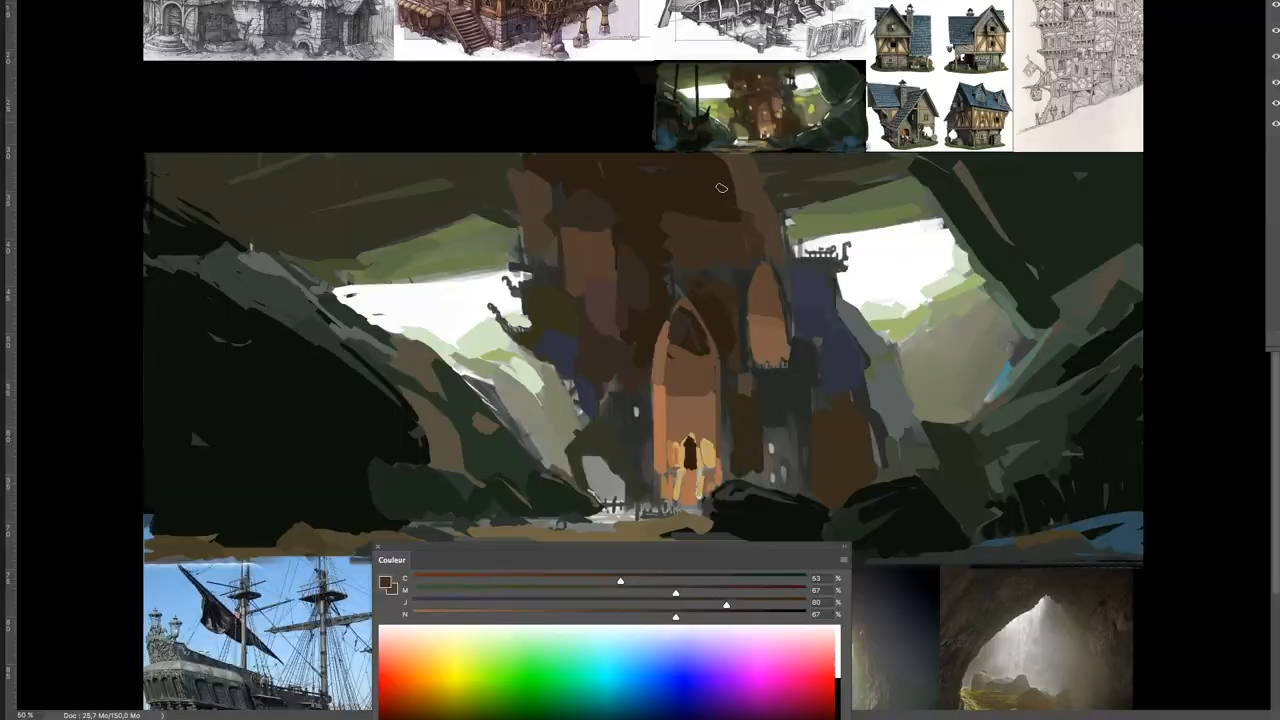 Couleur
C 53 %
M 67 %
J 80 %
N 67 %
50 % Doc : 25,7 Mo/150,0 Mo